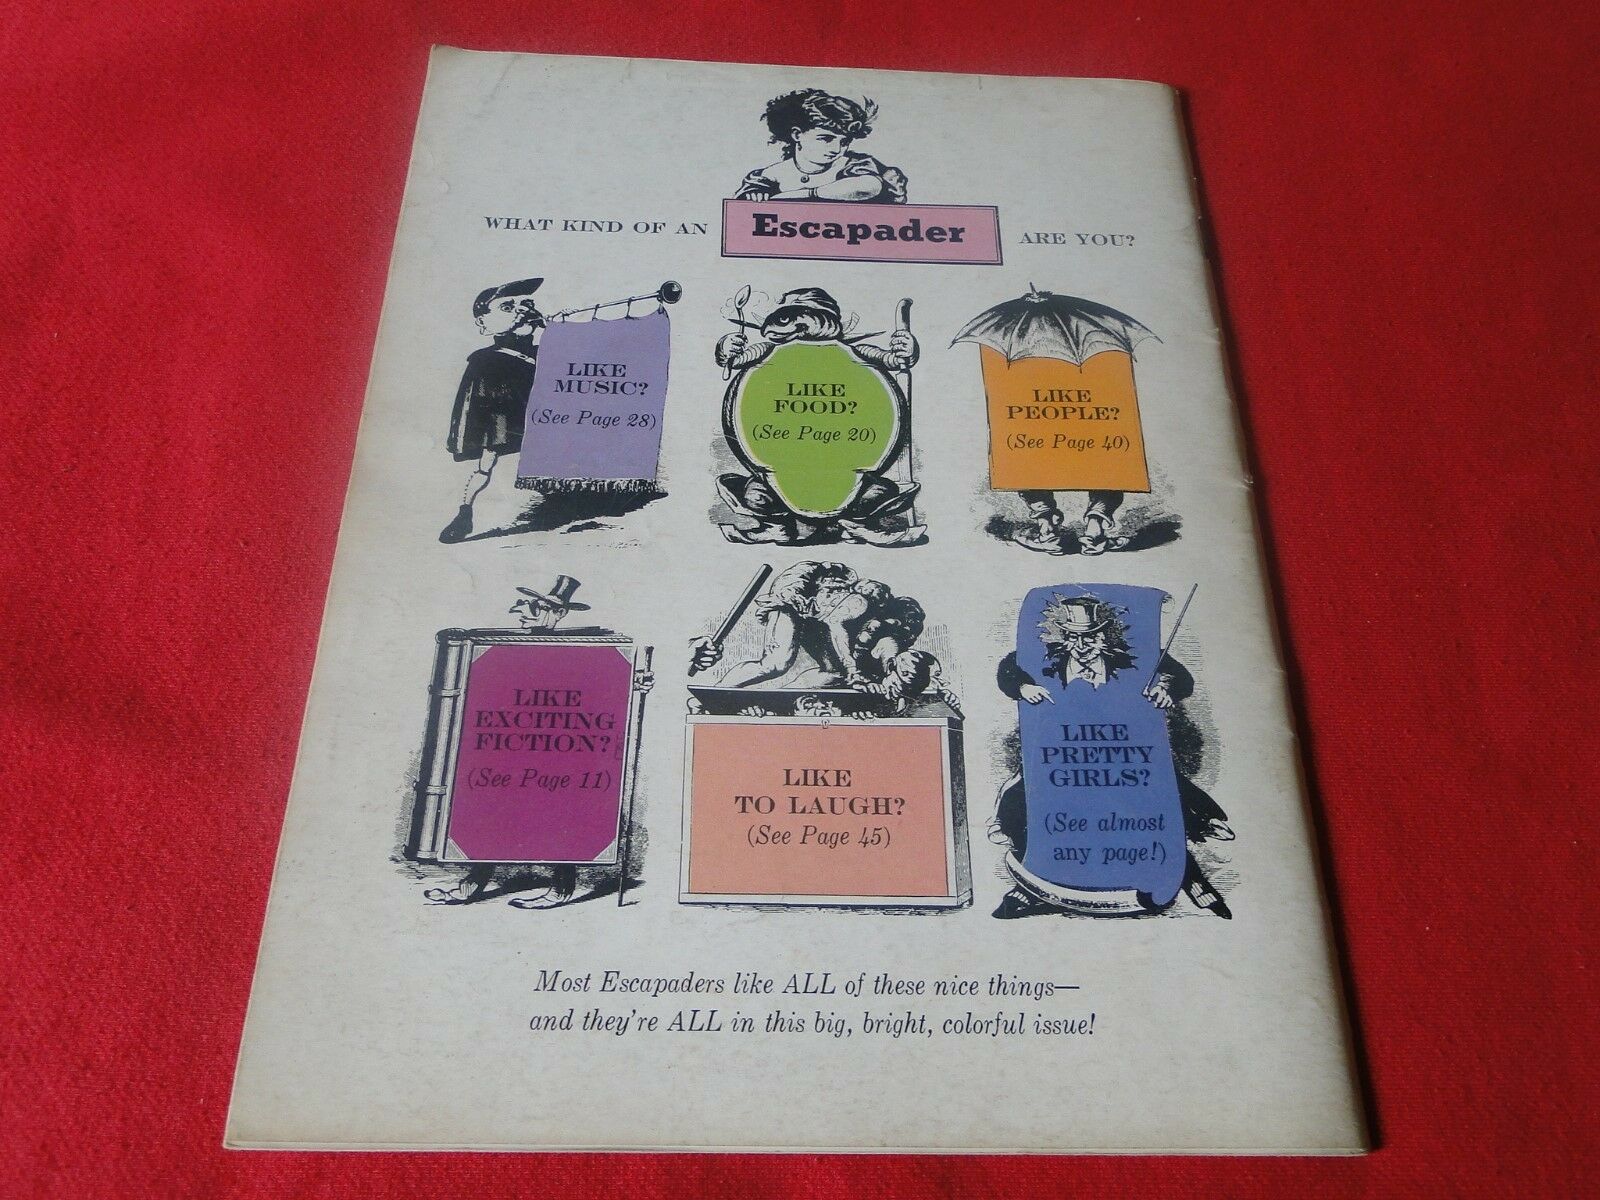 WHAT KIND OF AN Escapader ARE YOU?
LIKE
MUSIC?
(See Page 28)
LIKE
FOOD?
(See Page 20)
LIKE
PEOPLE?
(See Page 40)
LIKE
EXCITING
FICTION?
(See Page 11)
LIKE
TO LAUGH?
(See Page 45)
LIKE
PRETTY
GIRLS?
(See almost
any page!)
Most Escapaders like ALL of these nice things—
and they're ALL in this big, bright, colorful issue!